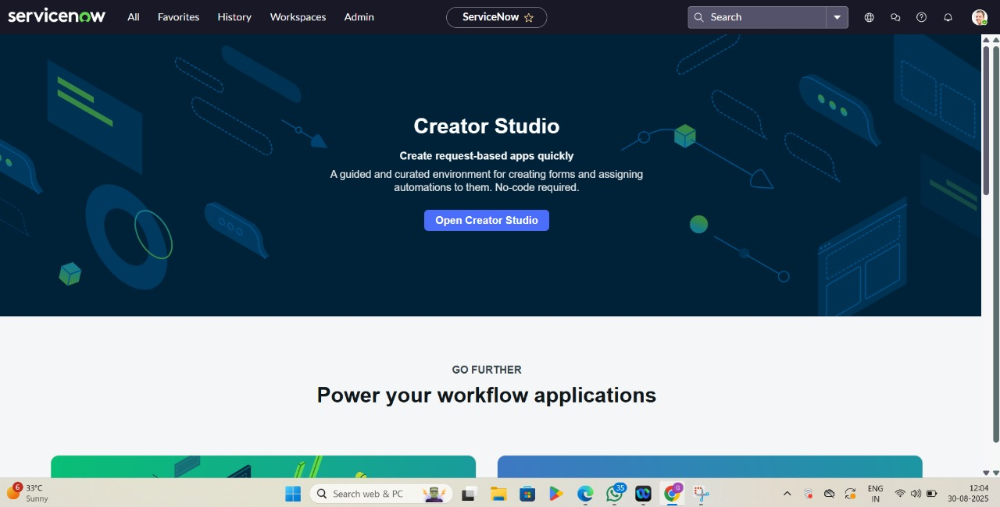 servicenow
All
Favorites
History
Workspaces
Admin
ServiceNow
Search
Creator Studio
Create request-based apps quickly
A guided and curated environment for creating forms and assigning
automations to them. No-code required.
Open Creator Studio
GO FURTHER
Power your workflow applications
6
33°C
Sunny
Search web & PC
35
G
ENG
IN
12:04
30-08-2025